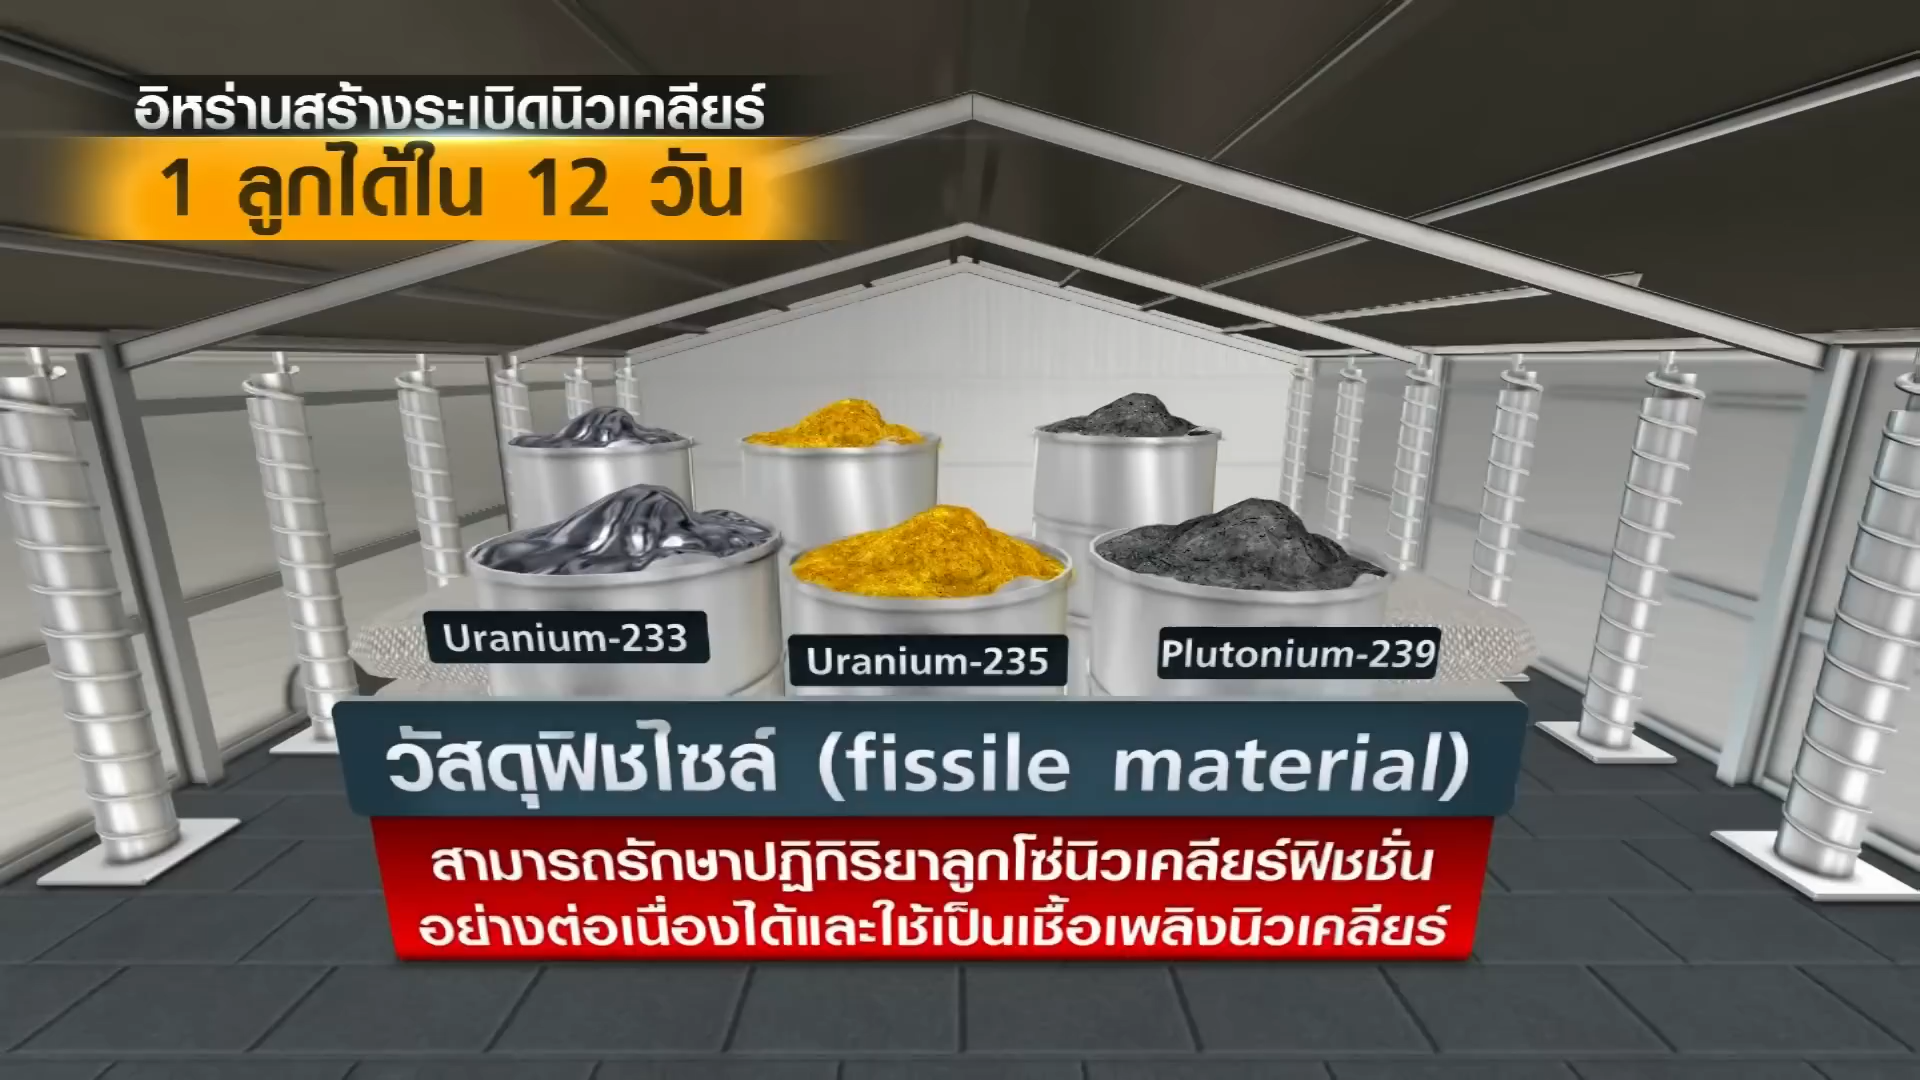 อิหร่านสร้างระเบิดนิวเคลียร์
1 ลูกได้ใน 12 วัน
Uranium-233
Uranium-235
Plutonium-239
วัสดุฟิชไซล์ (fissile material)
สามารถรักษาปฏิกิริยาลูกโซ่นิวเคลียร์ฟิชชั่น
อย่างต่อเนื่องได้และใช้เป็นเชื้อเพลิงนิวเคลียร์